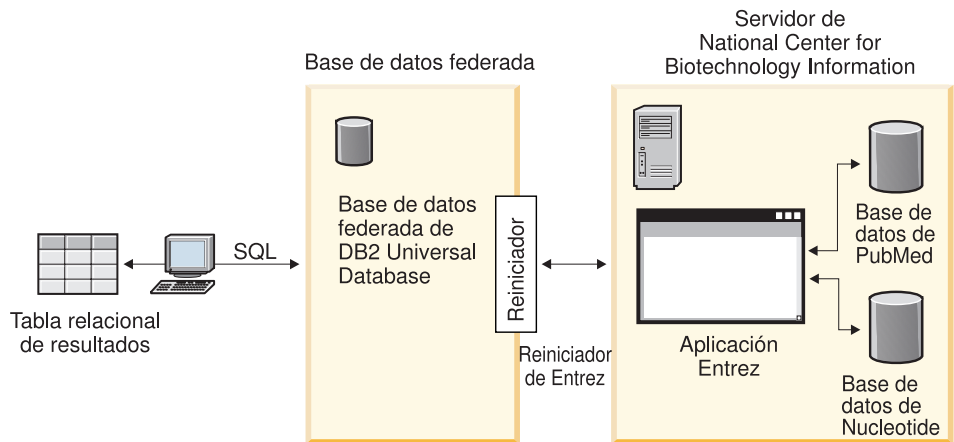 Servidor de
National Center for
Biotechnology Information
Base de datos federada
Base de datos
federada de
DB2 Universal
Database
SQL
Reiniciador
Tabla relacional
de resultados
Reiniciador
de Entrez
Aplicación
Entrez
Base de
datos de
PubMed
Base de
datos de
Nucleotide